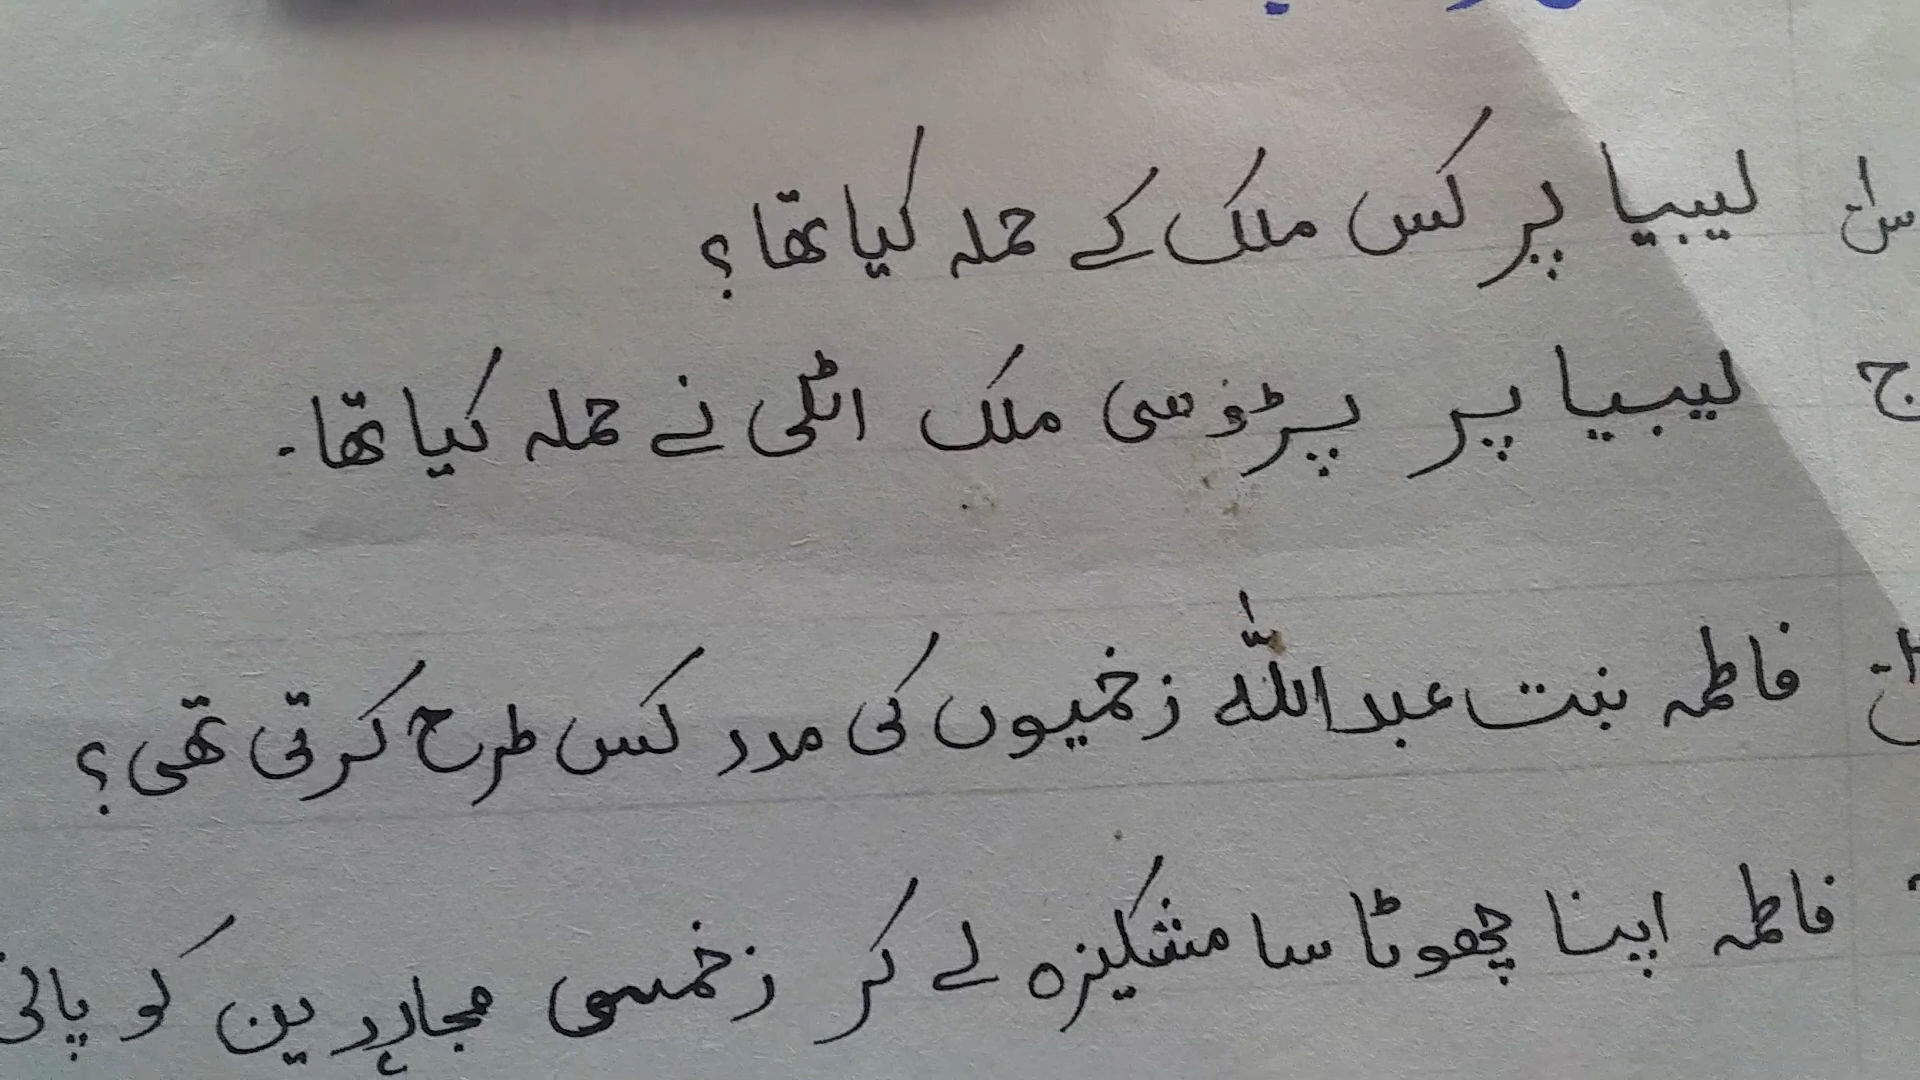 س۱ لیبیا پر کس ملک کے حملہ کیا تھا؟
ج لیبیا پر پڑوسی ملک اٹلی نے حملہ کیا تھا۔
فاطمہ بنت عبداللہ زخمیوں کی مدد کس طرح کرتی تھی؟
فاطمہ اپنا چھوٹا سا مشکیزہ لے کر زخمی مجاہدین کو پانی